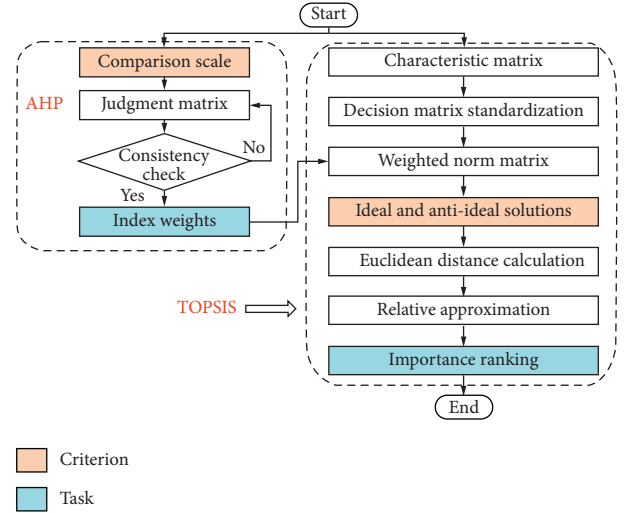 Start
Comparison scale
AHP
Judgment matrix
No
Consistency
check
Yes
Index weights
Characteristic matrix
Decision matrix standardization
Weighted norm matrix
Ideal and anti-ideal solutions
Euclidean distance calculation
TOPSIS
Relative approximation
Importance ranking
End
Criterion
Task